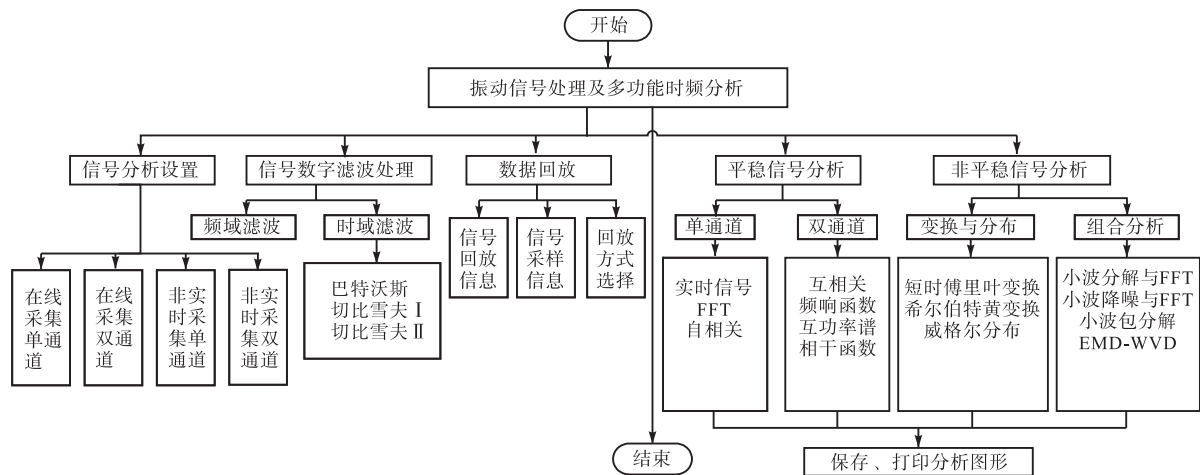 开始
振动信号处理及多功能时频分析
信号分析设置
信号数字滤波处理
数据回放
平稳信号分析
非平稳信号分析
频域滤波
时域滤波
信号
回放
信息
信号
采样
信息
回放
方式
选择
单通道
双通道
变换与分布
组合分析
在线
采集
单通
道
在线
采集
双通
道
非实
时采
集单
通道
非实
时采
集双
通道
巴特沃斯
切比雪夫Ⅰ
切比雪夫Ⅱ
实时信号
FFT
自相关
互相关
频响函数
互功率谱
相干函数
短时傅里叶变换
希尔伯特黄变换
威格尔分布
小波分解与FFT
小波降噪与FFT
小波包分解
EMD-WVD
结束
保存、打印分析图形